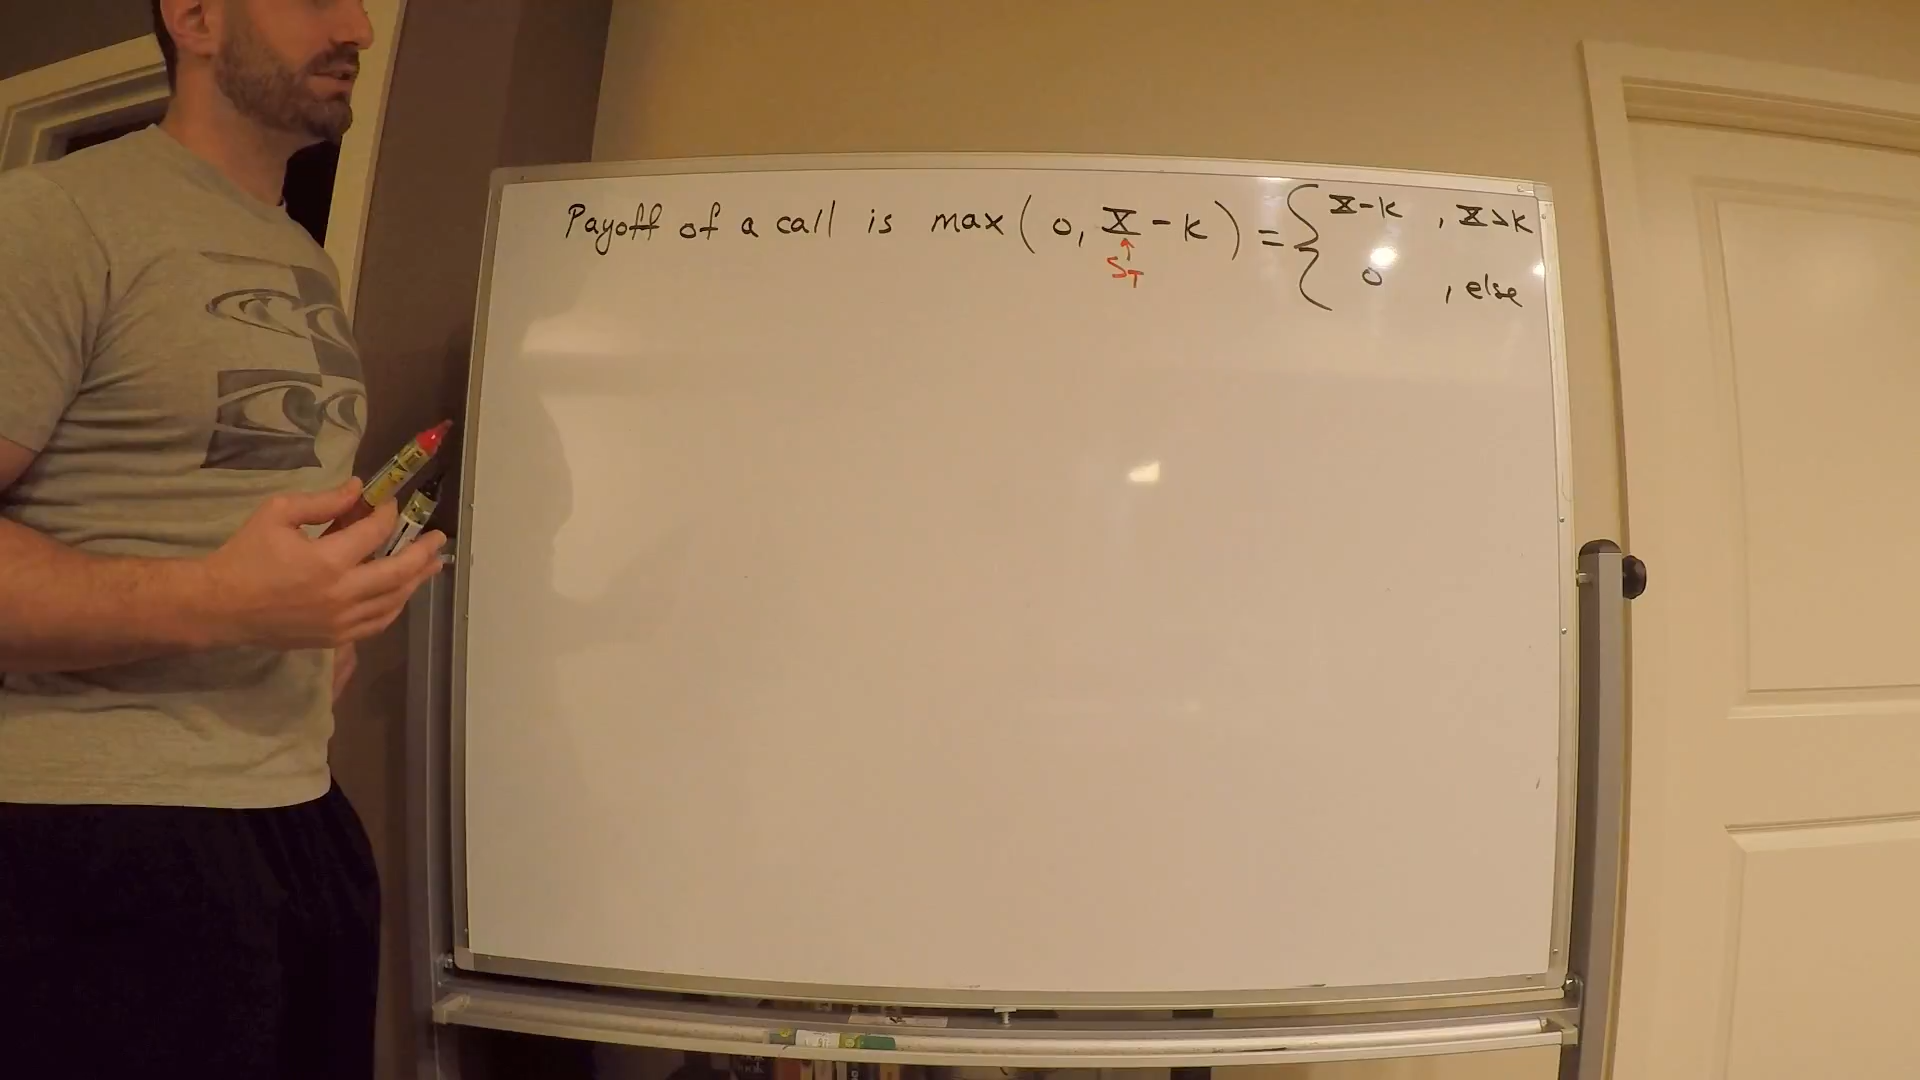 Payoff of a call is max ( 0, X - K ) = { X-K , X>K
0 , else
↑
S_T